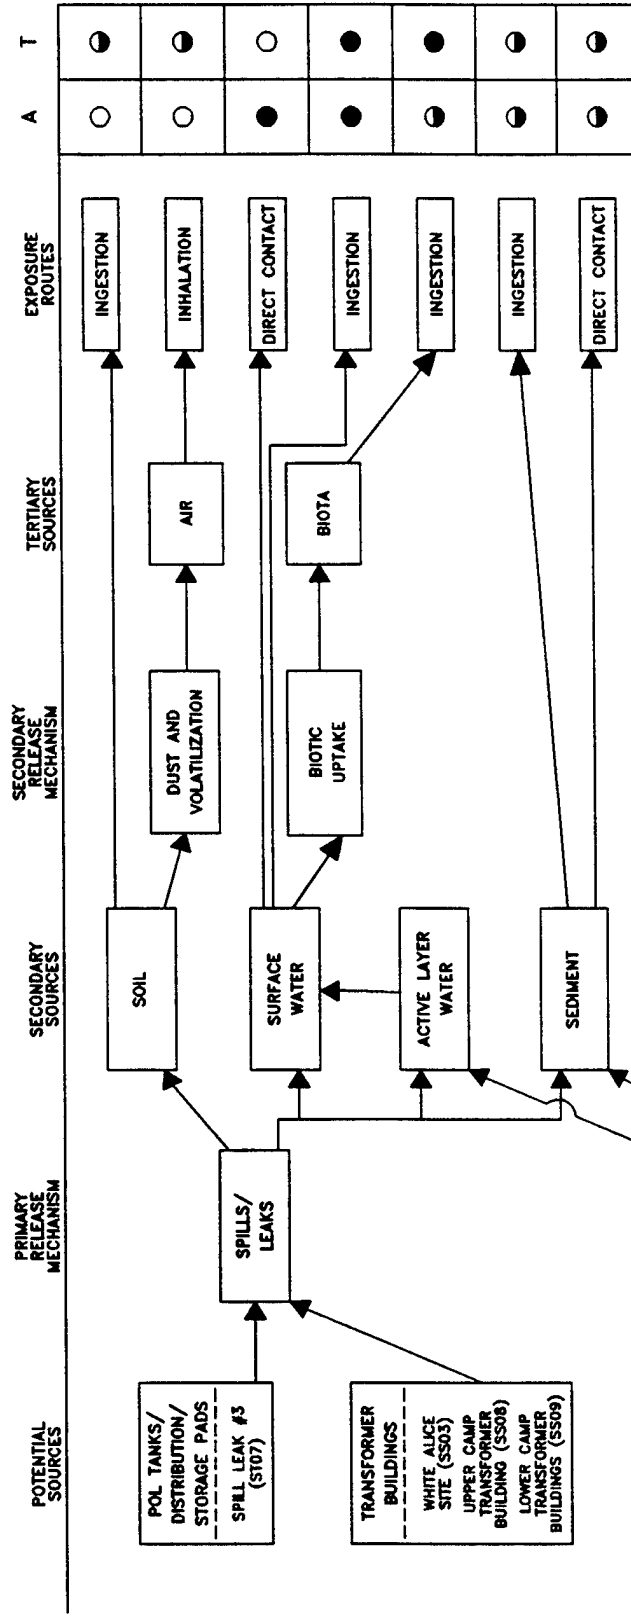 POTENTIAL
SOURCES
PRIMARY
RELEASE
MECHANISM
SECONDARY
SOURCES
SECONDARY
RELEASE
MECHANISM
TERTIARY
SOURCES
EXPOSURE
ROUTES
A
T
POL TANKS/
DISTRIBUTION/
STORAGE PADS
SPILL LEAK #3
(ST07)
TRANSFORMER
BUILDINGS
WHITE ALICE
SITE (SS03)
UPPER CAMP
TRANSFORMER
BUILDING (SS08)
LOWER CAMP
TRANSFORMER
BUILDINGS (SS09)
SPILLS/
LEAKS
SOIL
SURFACE
WATER
ACTIVE LAYER
WATER
SEDIMENT
DUST AND
VOLATILIZATION
BIOTIC
UPTAKE
AIR
BIOTA
INGESTION
INHALATION
DIRECT CONTACT
INGESTION
INGESTION
INGESTION
DIRECT CONTACT